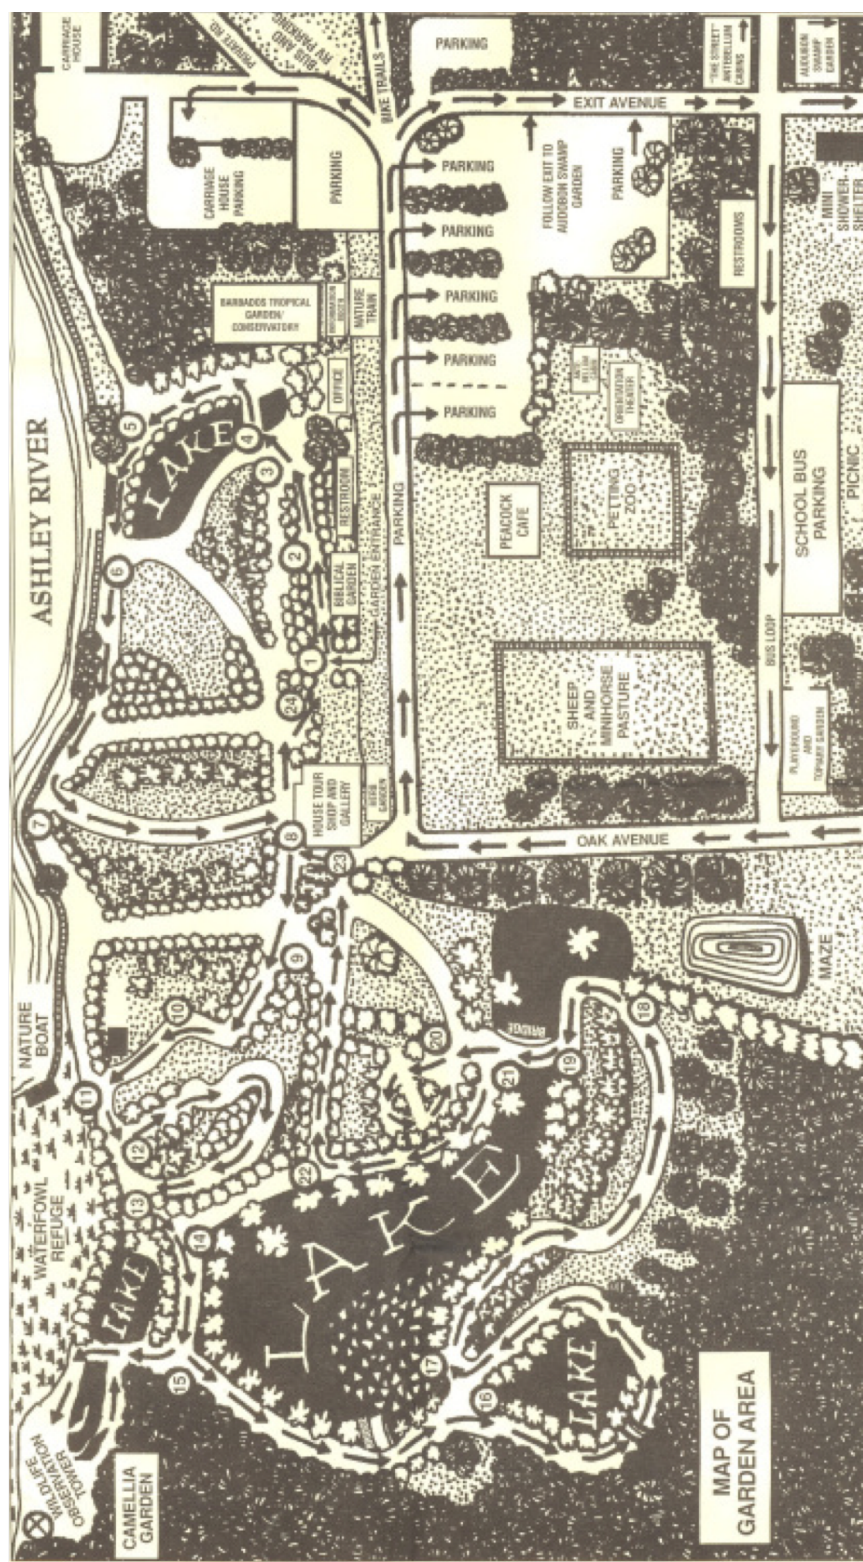 CARRIAGE
HOUSE
PRIVATE RD.
BUS AND
RV PARKING
BIKE TRAILS
PARKING
"THE STREET"
ANTEBELLUM
CABINS
AUDUBON
SWAMP
GARDEN
EXIT AVENUE
CARRIAGE
HOUSE
PARKING
PARKING
PARKING
PARKING
PARKING
PARKING
PARKING
FOLLOW EXIT TO
AUDOBON SWAMP
GARDEN
PARKING
RESTROOMS
MINI
SHOWER
BARBADOS TROPICAL
GARDEN/
CONSERVATORY
NATURE
TRAIN
OFFICE
ORIENTATION
THEATER
ASHLEY RIVER
5
LAKE
4
3
2
RESTROOM
BIBLICAL
GARDEN
GARDEN ENTRANCE
PARKING
PEACOCK
CAFE
PETTING
ZOO
SCHOOL BUS
PARKING
PICNIC
6
1
24
BUS LOOP
SHEEP
AND
MINIHORSE
PASTURE
PLAYGROUND
AND
TOPIARY GARDEN
7
8
HOUSE TOUR
SHOP AND
GALLERY
HERB
GARDEN
23
OAK AVENUE
NATURE
BOAT
9
10
11
MAZE
BRIDGE
18
19
20
21
12
22
WATERFOWL
REFUGE
13
14
LAKE
LAKE
15
17
16
LAKE
WILDLIFE
OBSERVATION
TOWER
CAMELLIA
GARDEN
MAP OF
GARDEN AREA